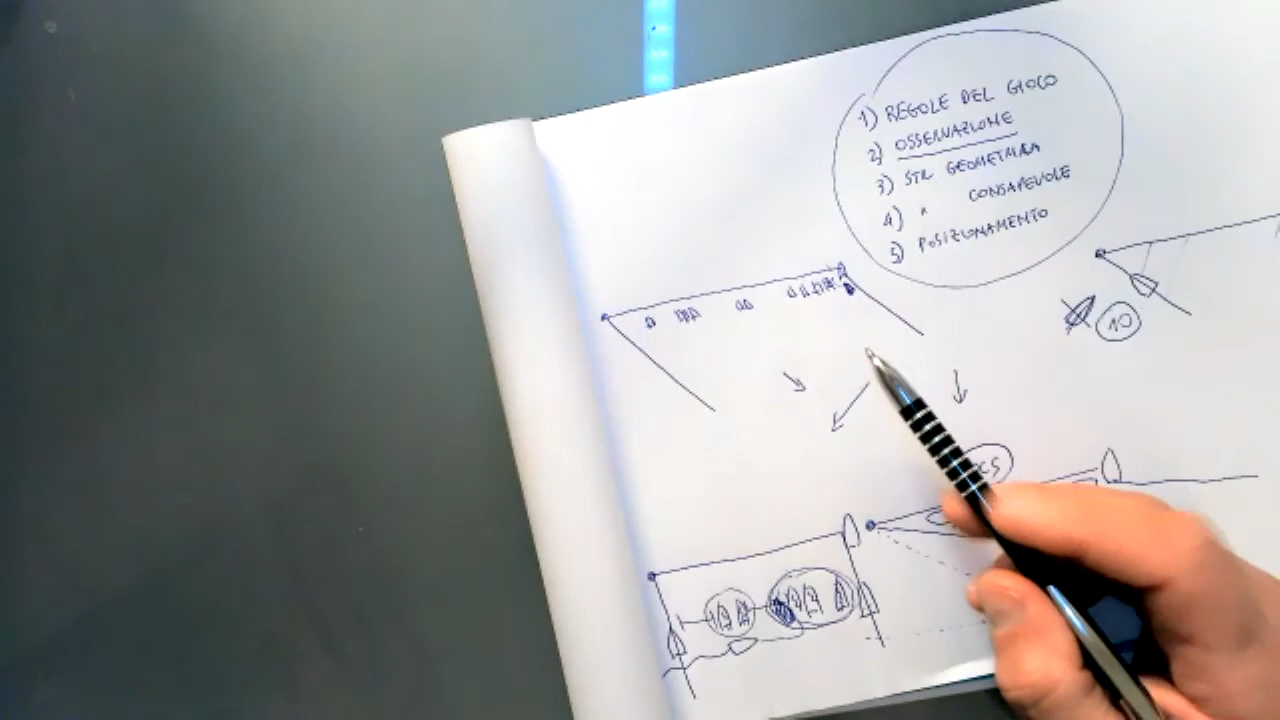 1) REGOLE DEL GIOCO
2) OSSERVAZIONE
3) STR GEOMETRICA
4) " CONSAPEVOLE
5) POSIZIONAMENTO
10